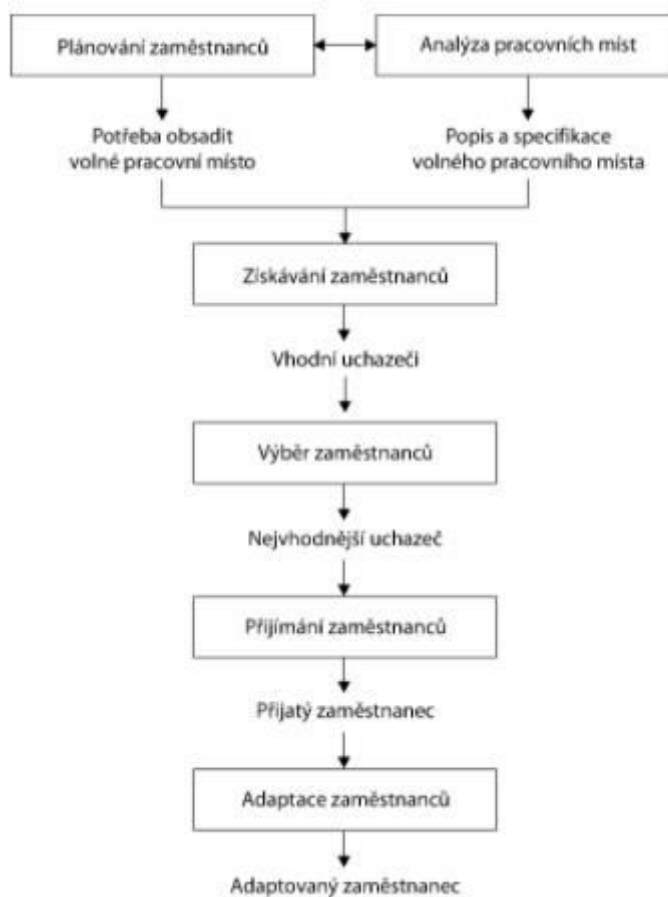 Plánování zaměstnanců
Analýza pracovních míst
Potřeba obsadit
volné pracovní místo
Popis a specifikace
volného pracovního místa
Získávání zaměstnanců
Vhodní uchazeči
Výběr zaměstnanců
Nejvhodnější uchazeč
Přijímání zaměstnanců
Přijatý zaměstnanec
Adaptace zaměstnanců
Adaptovaný zaměstnanec